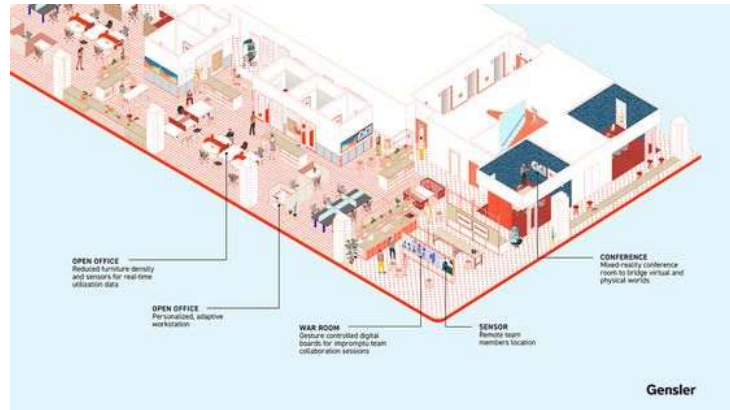 OPEN OFFICE
Reduced furniture density
and sensors for real-time
utilization data
OPEN OFFICE
Personalized, adaptive
workstation
WAR ROOM
Gesture controlled digital
boards for impromptu team
collaboration sessions
SENSOR
Remote team
members location
CONFERENCE
Mixed-reality conference
room to bridge virtual and
physical worlds
Gensler